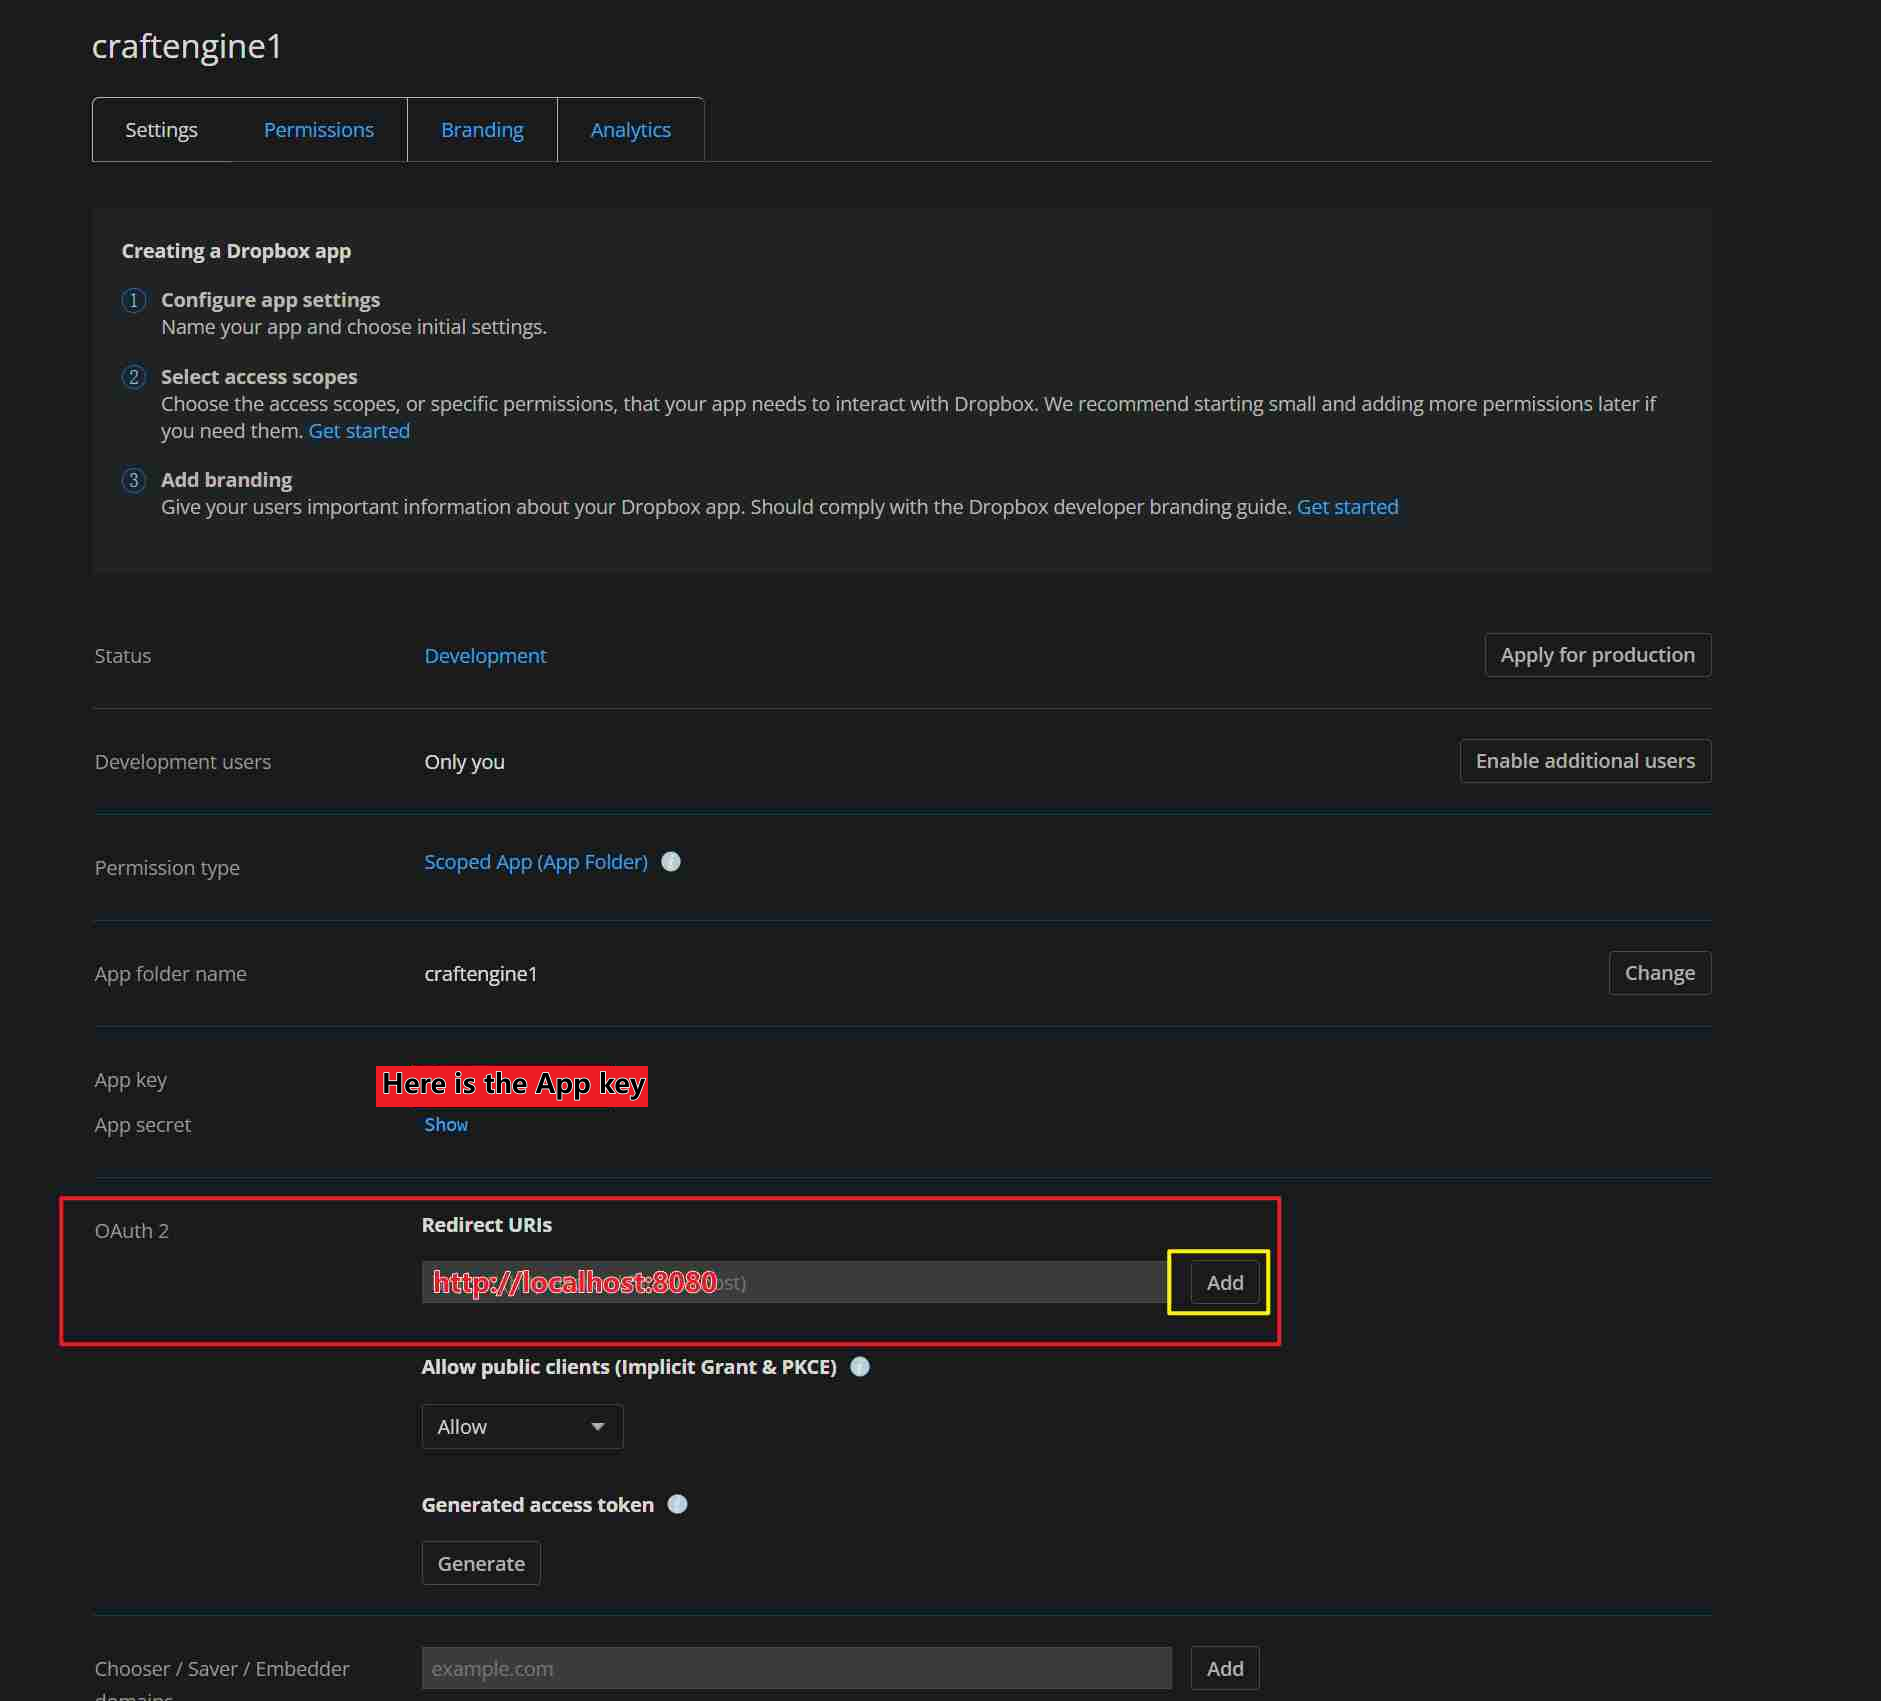 craftengine1
Settings
Permissions
Branding
Analytics
Creating a Dropbox app
1 Configure app settings
Name your app and choose initial settings.
2 Select access scopes
Choose the access scopes, or specific permissions, that your app needs to interact with Dropbox. We recommend starting small and adding more permissions later if
you need them. Get started
3 Add branding
Give your users important information about your Dropbox app. Should comply with the Dropbox developer branding guide. Get started
Status
Development
Apply for production
Development users
Only you
Enable additional users
Permission type
Scoped App (App Folder)
App folder name
craftengine1
Change
App key
Here is the App key
App secret
Show
OAuth 2
Redirect URIs
http://localhost:8080
Add
Allow public clients (Implicit Grant & PKCE)
Allow
Generated access token
Generate
Chooser / Saver / Embedder
domains
example.com
Add